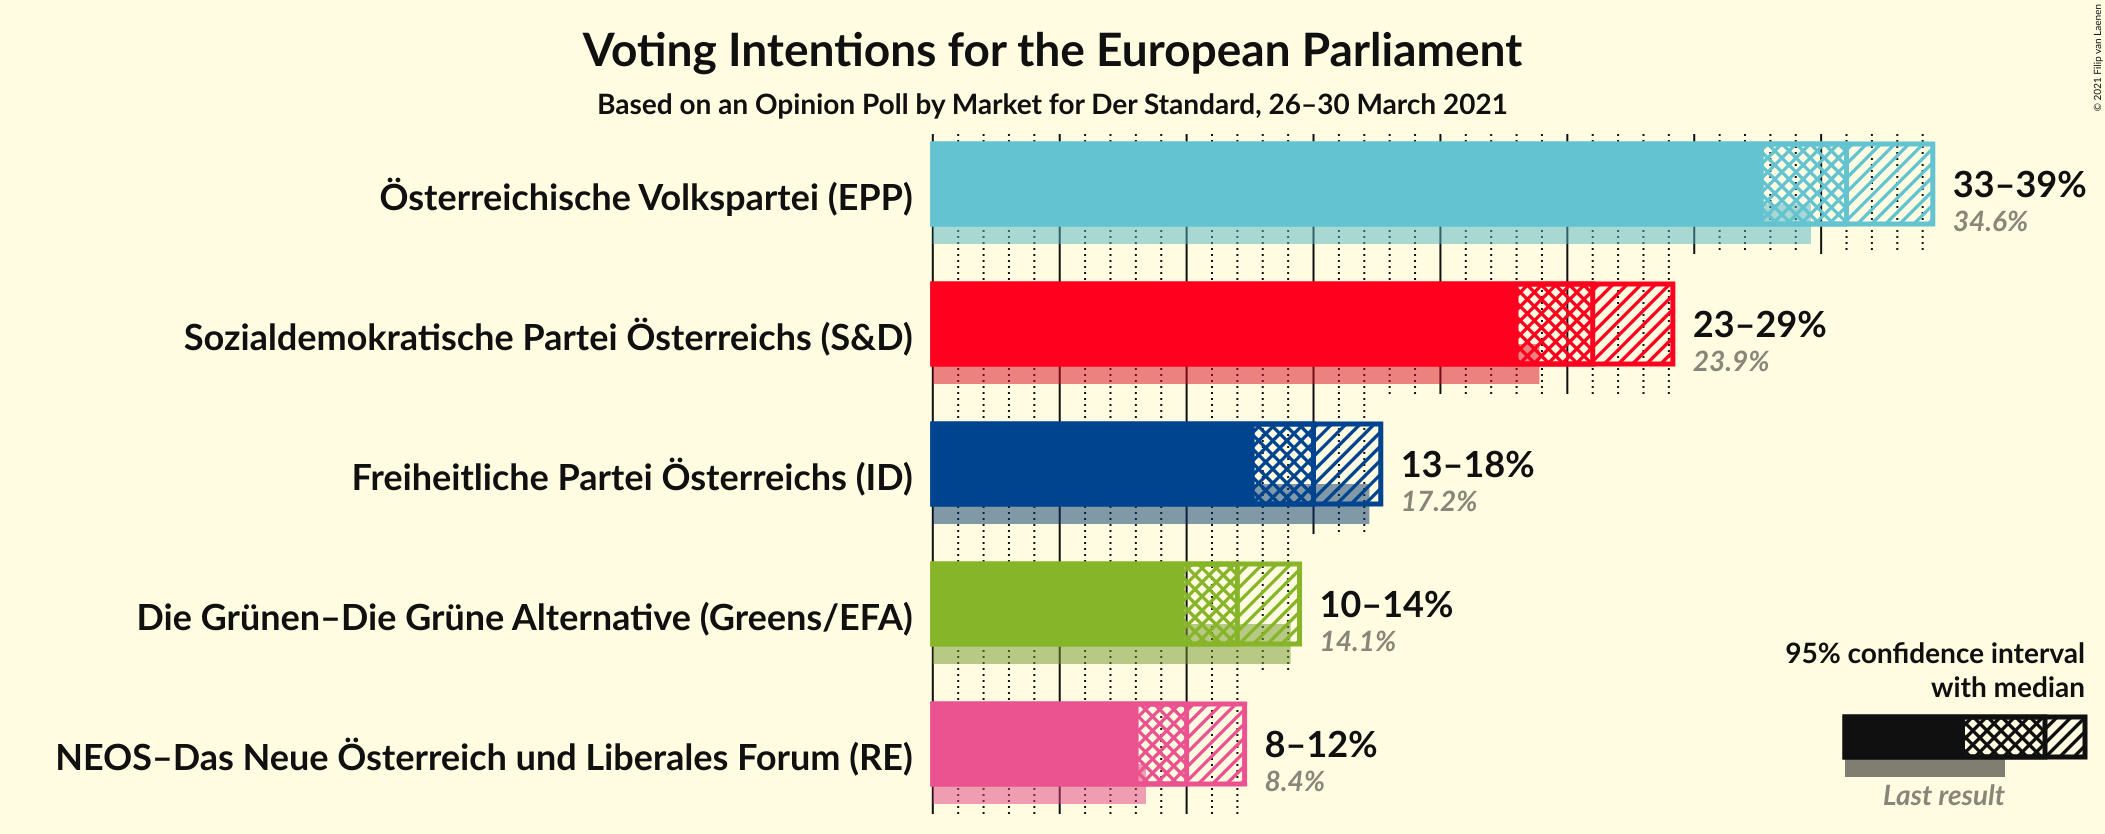 Voting Intentions for the European Parliament
Based on an Opinion Poll by Market for Der Standard, 26–30 March 2021
© 2021 Filip van Laenen
Österreichische Volkspartei (EPP)
33–39%
34.6%
Sozialdemokratische Partei Österreichs (S&D)
23–29%
23.9%
Freiheitliche Partei Österreichs (ID)
13–18%
17.2%
Die Grünen–Die Grüne Alternative (Greens/EFA)
10–14%
14.1%
NEOS–Das Neue Österreich und Liberales Forum (RE)
8–12%
8.4%
95% confidence interval
with median
Last result